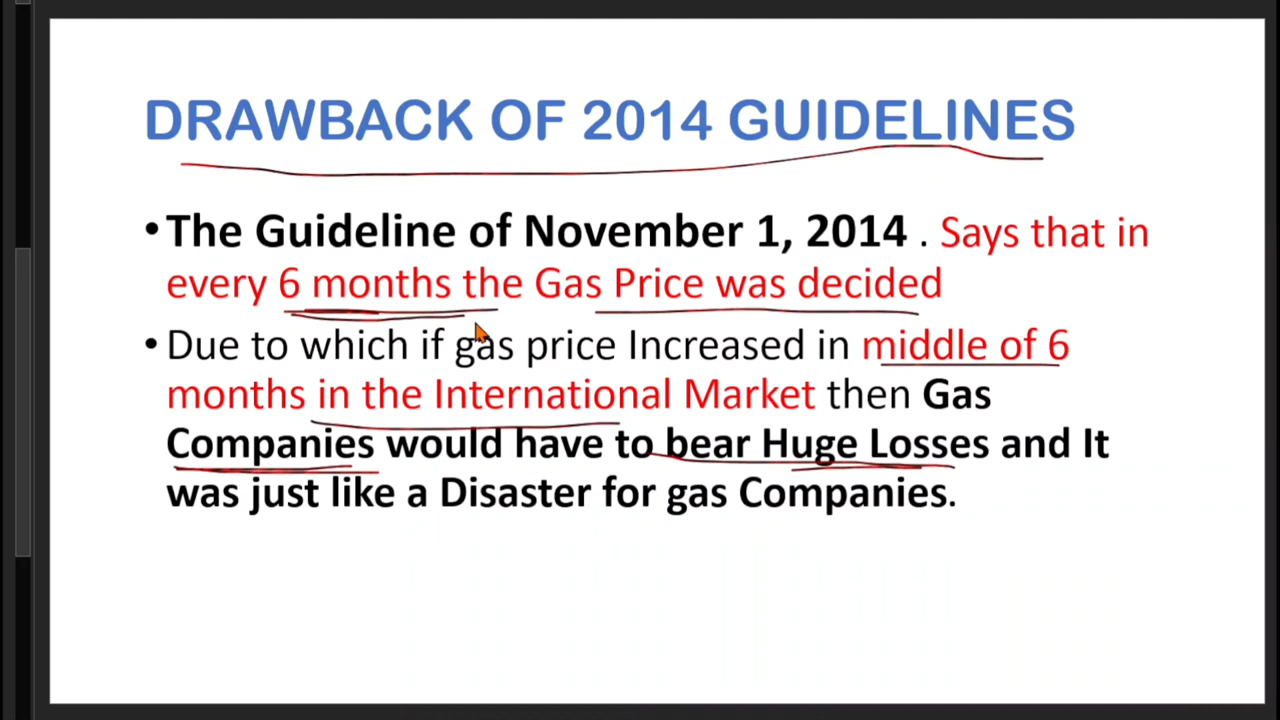 DRAWBACK OF 2014 GUIDELINES
• The Guideline of November 1, 2014 . Says that in
every 6 months the Gas Price was decided
• Due to which if gas price Increased in middle of 6
months in the International Market then Gas
Companies would have to bear Huge Losses and It
was just like a Disaster for gas Companies.